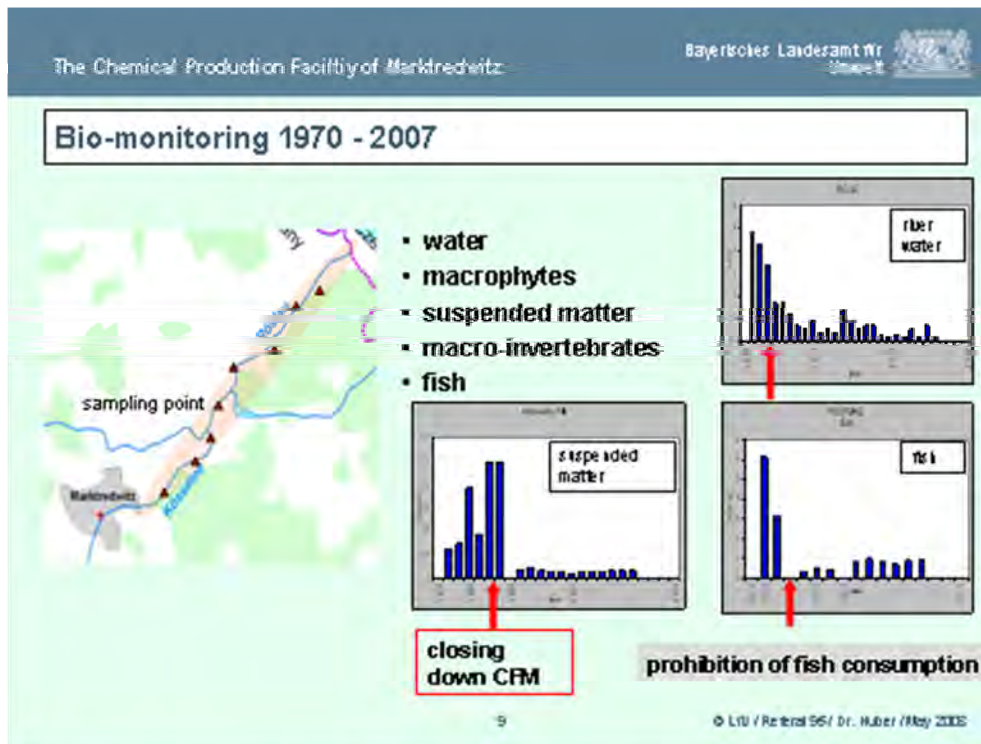 The Chemical Production Faciltiy of Marktredwitz
Bayerisches Landesamt für
Umwelt
Bio-monitoring 1970 - 2007
• water
• macrophytes
• suspended matter
• macro-invertebrates
• fish
river
water
sampling point
Marktredwitz
Kösseine
suspended
matter
fish
closing
down CFM
prohibition of fish consumption
9
© LfU / Referat 96 / Dr. Huber / May 2008